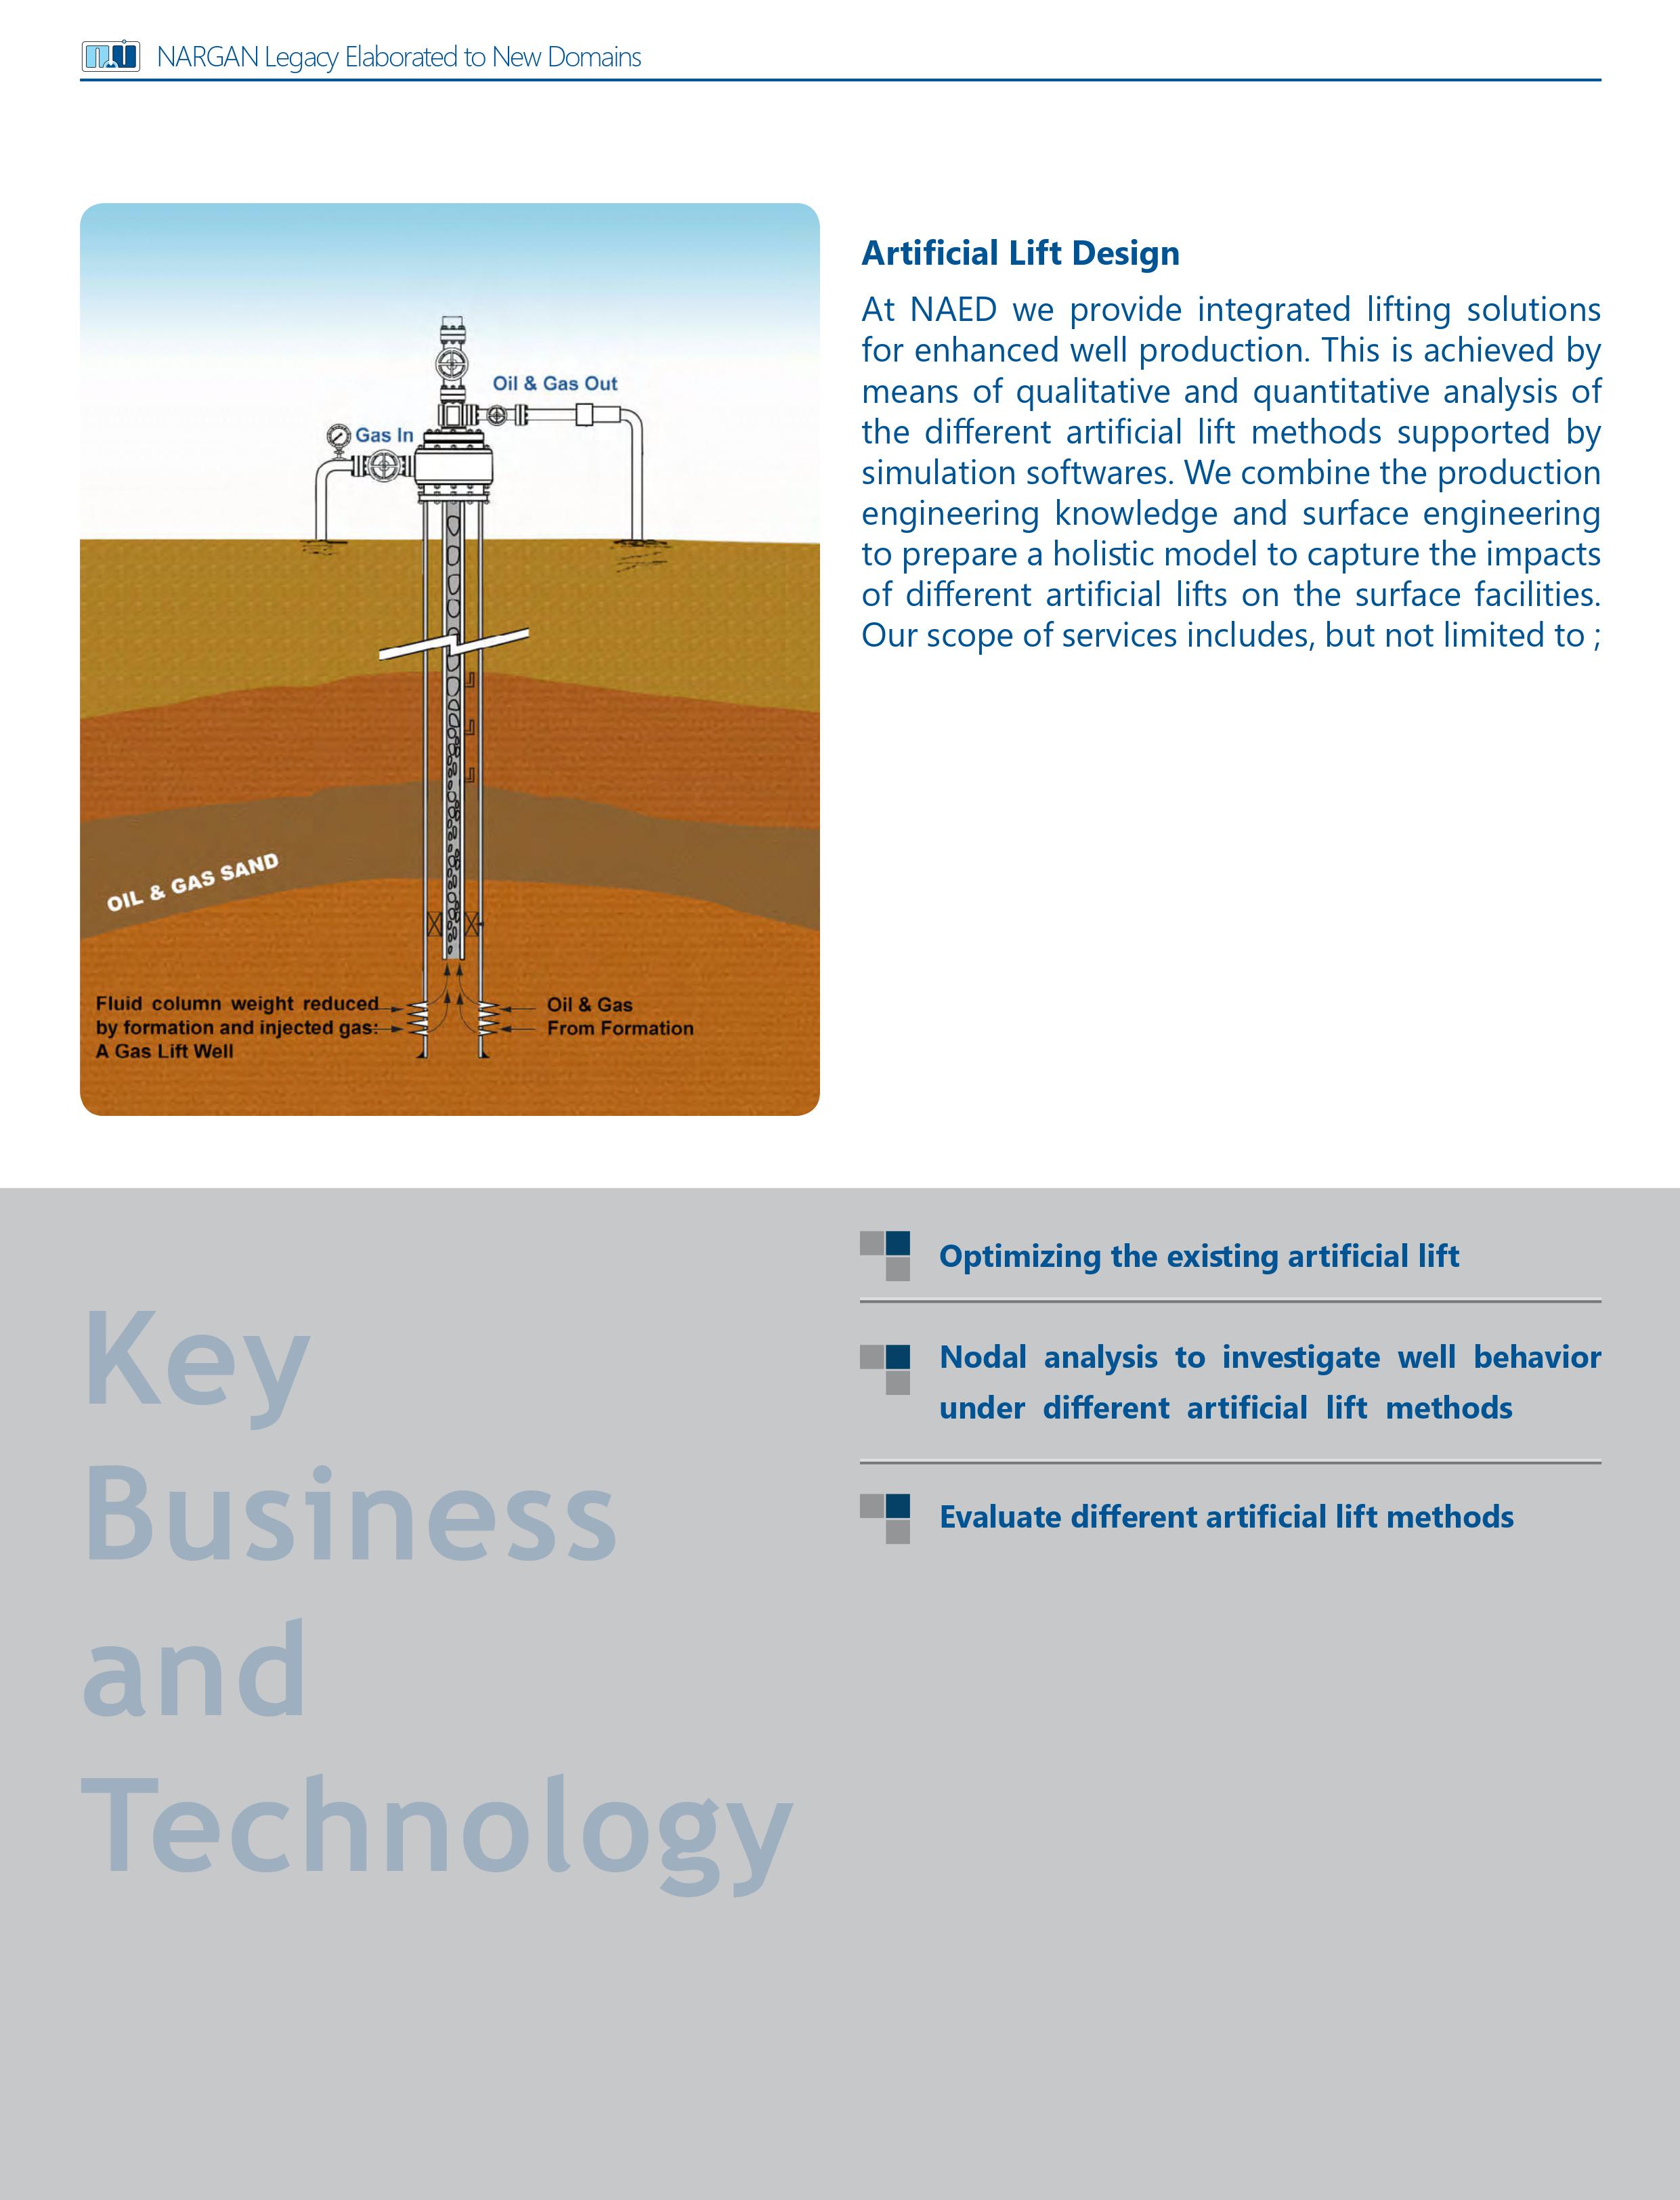 NARGAN Legacy Elaborated to New Domains
Oil & Gas Out
Gas In
OIL & GAS SAND
Fluid column weight reduced
by formation and injected gas:
A Gas Lift Well
Oil & Gas
From Formation
Artificial Lift Design
At NAED we provide integrated lifting solutions
for enhanced well production. This is achieved by
means of qualitative and quantitative analysis of
the different artificial lift methods supported by
simulation softwares. We combine the production
engineering knowledge and surface engineering
to prepare a holistic model to capture the impacts
of different artificial lifts on the surface facilities.
Our scope of services includes, but not limited to ;
Key
Business
and
Technology
Optimizing the existing artificial lift
Nodal analysis to investigate well behavior
under different artificial lift methods
Evaluate different artificial lift methods